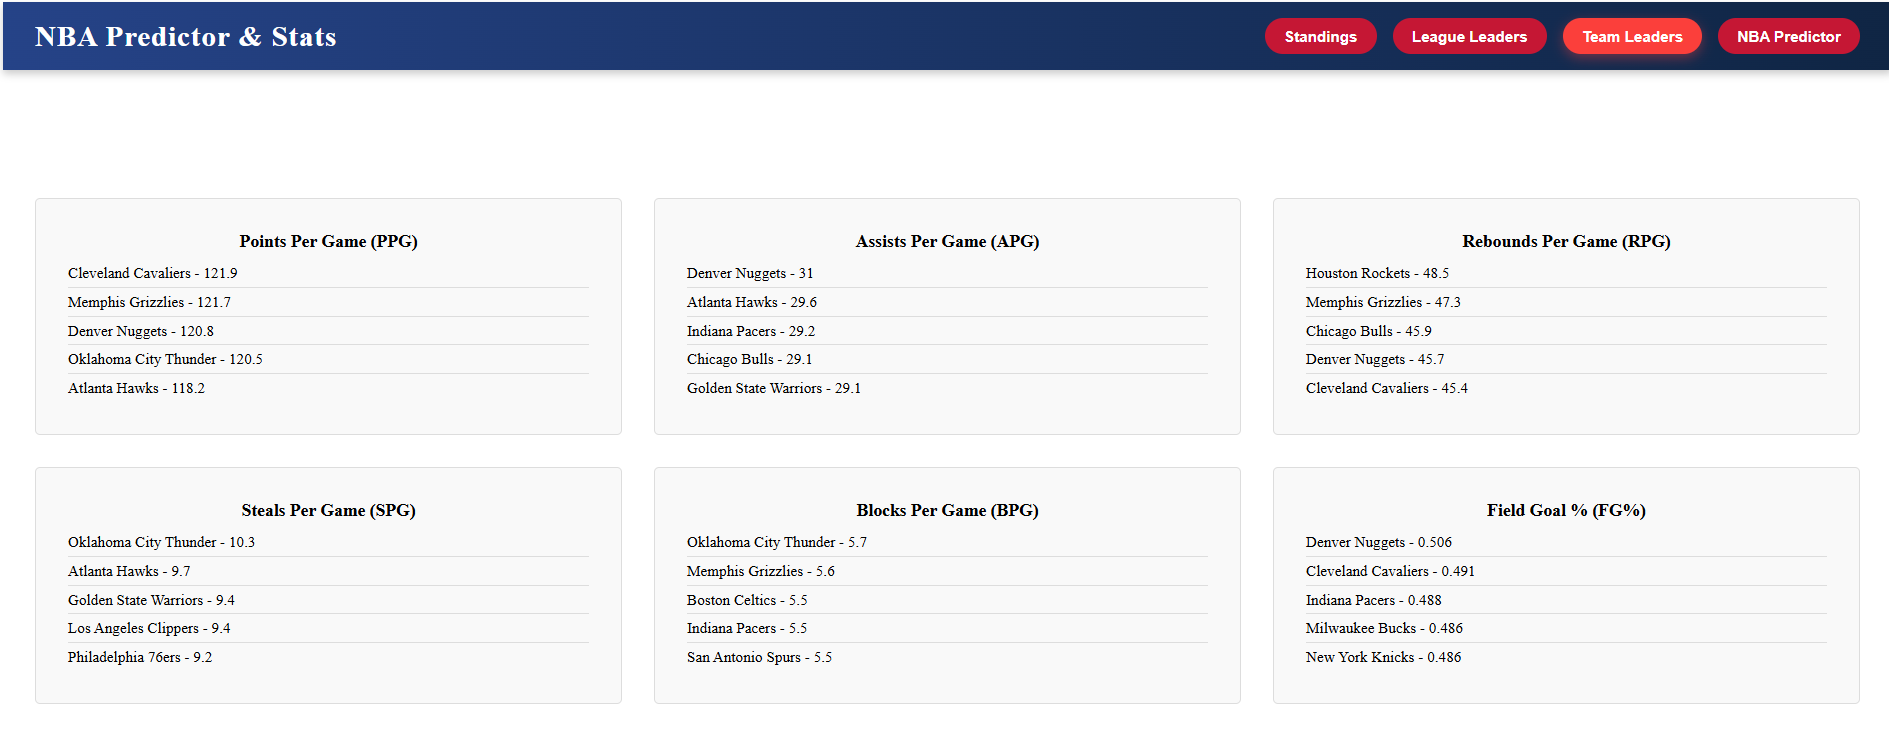 NBA Predictor & Stats
Standings
League Leaders
Team Leaders
NBA Predictor
Points Per Game (PPG)
Cleveland Cavaliers - 121.9
Memphis Grizzlies - 121.7
Denver Nuggets - 120.8
Oklahoma City Thunder - 120.5
Atlanta Hawks - 118.2
Assists Per Game (APG)
Denver Nuggets - 31
Atlanta Hawks - 29.6
Indiana Pacers - 29.2
Chicago Bulls - 29.1
Golden State Warriors - 29.1
Rebounds Per Game (RPG)
Houston Rockets - 48.5
Memphis Grizzlies - 47.3
Chicago Bulls - 45.9
Denver Nuggets - 45.7
Cleveland Cavaliers - 45.4
Steals Per Game (SPG)
Oklahoma City Thunder - 10.3
Atlanta Hawks - 9.7
Golden State Warriors - 9.4
Los Angeles Clippers - 9.4
Philadelphia 76ers - 9.2
Blocks Per Game (BPG)
Oklahoma City Thunder - 5.7
Memphis Grizzlies - 5.6
Boston Celtics - 5.5
Indiana Pacers - 5.5
San Antonio Spurs - 5.5
Field Goal % (FG%)
Denver Nuggets - 0.506
Cleveland Cavaliers - 0.491
Indiana Pacers - 0.488
Milwaukee Bucks - 0.486
New York Knicks - 0.486